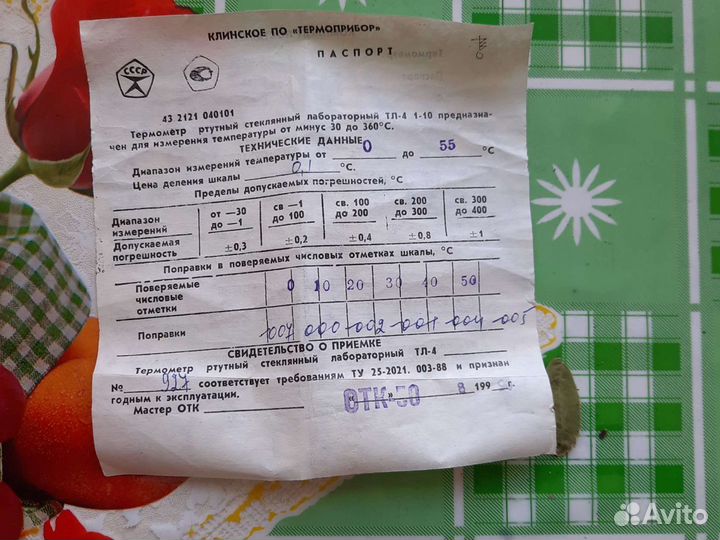 КЛИНСКОЕ ПО «ТЕРМОПРИБОР»
ПАСПОРТ
СССР
43 2121 040101
Термометр ртутный стеклянный лабораторный ТЛ-4 1-10 предназна-
чен для измерения температуры от минус 30 до 360°С.
ТЕХНИЧЕСКИЕ ДАННЫЕ
Диапазон измерений температуры от 0 до 55 °С
Цена деления шкалы 0,1 °С.
Пределы допускаемых погрешностей, °С
Диапазон измерений от —30 до —1 св —1 до 100 св. 100 до 200 св. 200 до 300 св. 300 до 400
Допускаемая погрешность ±0,3 ±0,2 ±0,4 ±0,8 ±1
Поправки в поверяемых числовых отметках шкалы, °С
Поверяемые числовые отметки 0 10 20 30 40 50
Поправки
СВИДЕТЕЛЬСТВО О ПРИЕМКЕ
Термометр ртутный стеклянный лабораторный ТЛ-4
№ 927 соответствует требованиям ТУ 25-2021. 003-88 и признан
годным к эксплуатации.
Мастер ОТК ОТК-50 8 199 г.
Avito